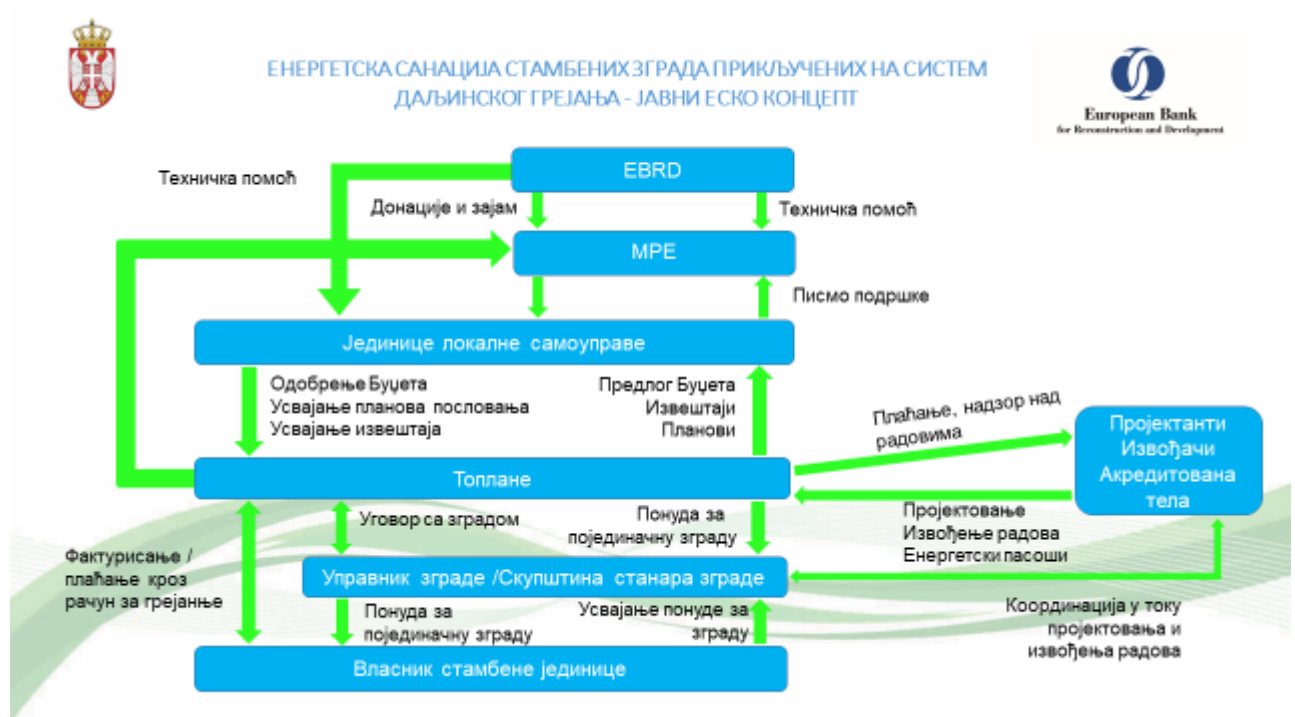 ЕНЕРГЕТСКА САНАЦИЈА СТАМБЕНИХ ЗГРАДА ПРИКЉУЧЕНИХ НА СИСТЕМ
ДАЉИНСКОГ ГРЕЈАЊА - ЈАВНИ ЕСКО КОНЦЕПТ
European Bank
for Reconstruction and Development
EBRD
Техничка помоћ
Донације и зајам
Техничка помоћ
МРЕ
Писмо подршке
Јединице локалне самоуправе
Одобрење Буџета
Усвајање планова пословања
Усвајање извештаја
Предлог Буџета
Извештаји
Планови
Плаћање, надзор над
радовима
Пројектанти
Извођачи
Акредитована
тела
Топлане
Уговор са зградом
Понуда за
појединачну зграду
Пројектовање
Извођење радова
Енергетски пасоши
Фактурисање /
плаћање кроз
рачун за грејанње
Управник зграде /Скупштина станара зграде
Понуда за
појединачну зграду
Усвајање понуде за
зграду
Координација у току
пројектовања и
извођења радова
Власник стамбене јединице